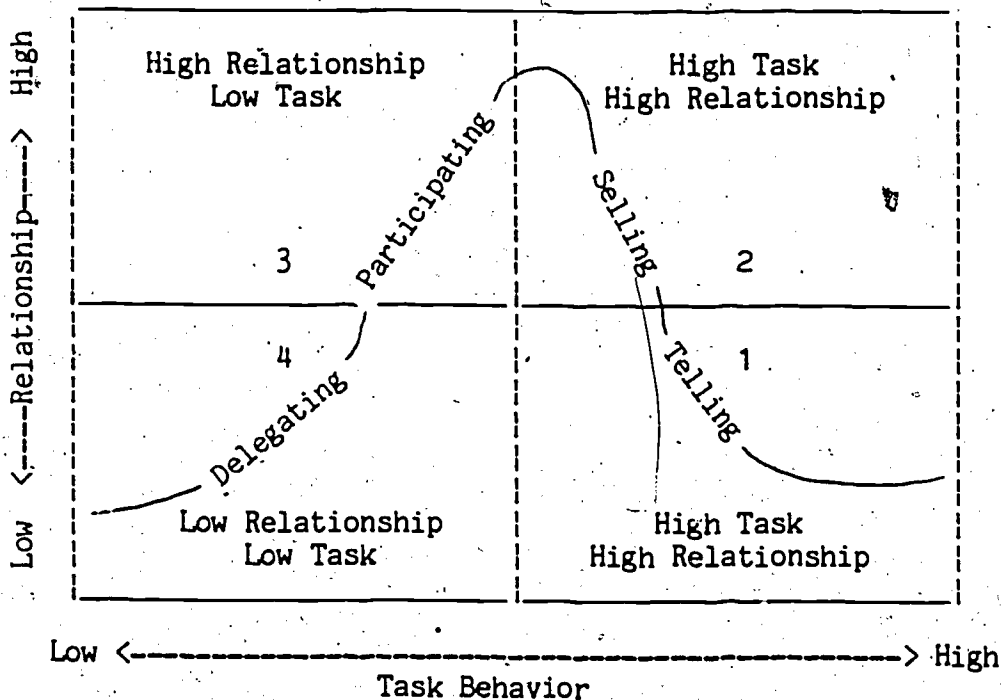 High Relationship
Low Task
High Task
High Relationship
Participating
Selling
3
2
4
1
Delegating
Telling
Low Relationship
Low Task
High Task
High Relationship
Low <----Relationship----> High
Low <---------------------------------------> High
Task Behavior